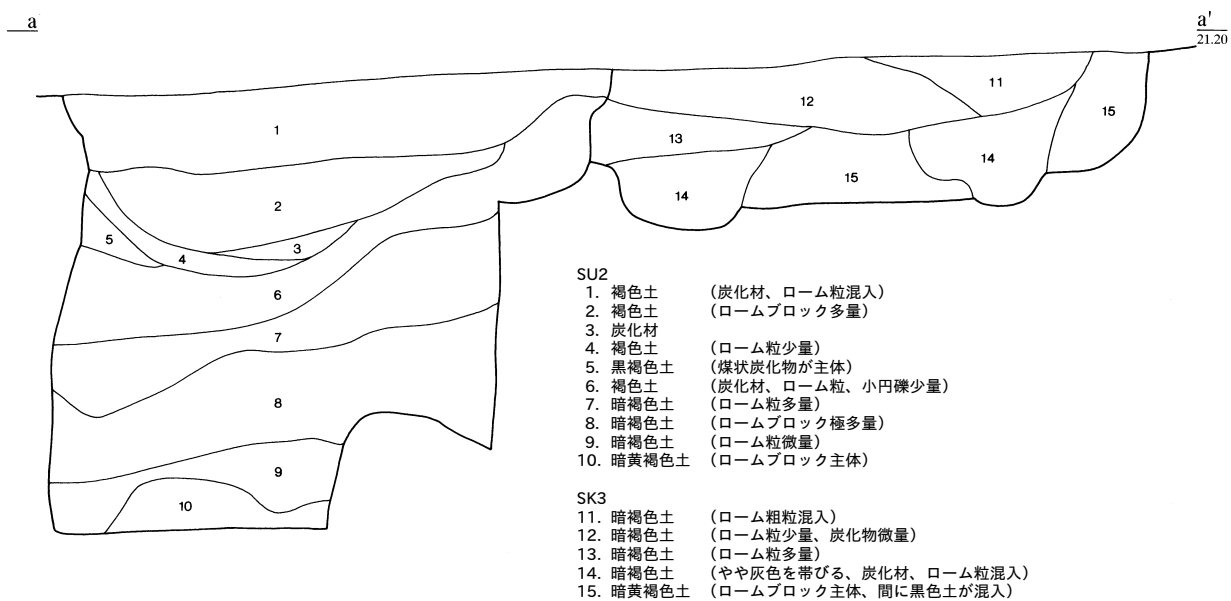 a
a'
21.20
1
11
12
15
13
14
15
14
2
5
4
3
6
7
8
9
10
SU2
1. 褐色土 （炭化材、ローム粒混入）
2. 褐色土 （ロームブロック多量）
3. 炭化材
4. 褐色土 （ローム粒少量）
5. 黒褐色土 （煤状炭化物が主体）
6. 褐色土 （炭化材、ローム粒、小円礫少量）
7. 暗褐色土 （ローム粒多量）
8. 暗褐色土 （ロームブロック極多量）
9. 暗褐色土 （ローム粒微量）
10. 暗黄褐色土 （ロームブロック主体）
SK3
11. 暗褐色土 （ローム粗粒混入）
12. 暗褐色土 （ローム粒少量、炭化物微量）
13. 暗褐色土 （ローム粒多量）
14. 暗褐色土 （やや灰色を帯びる、炭化材、ローム粒混入）
15. 暗黄褐色土 （ロームブロック主体、間に黒色土が混入）